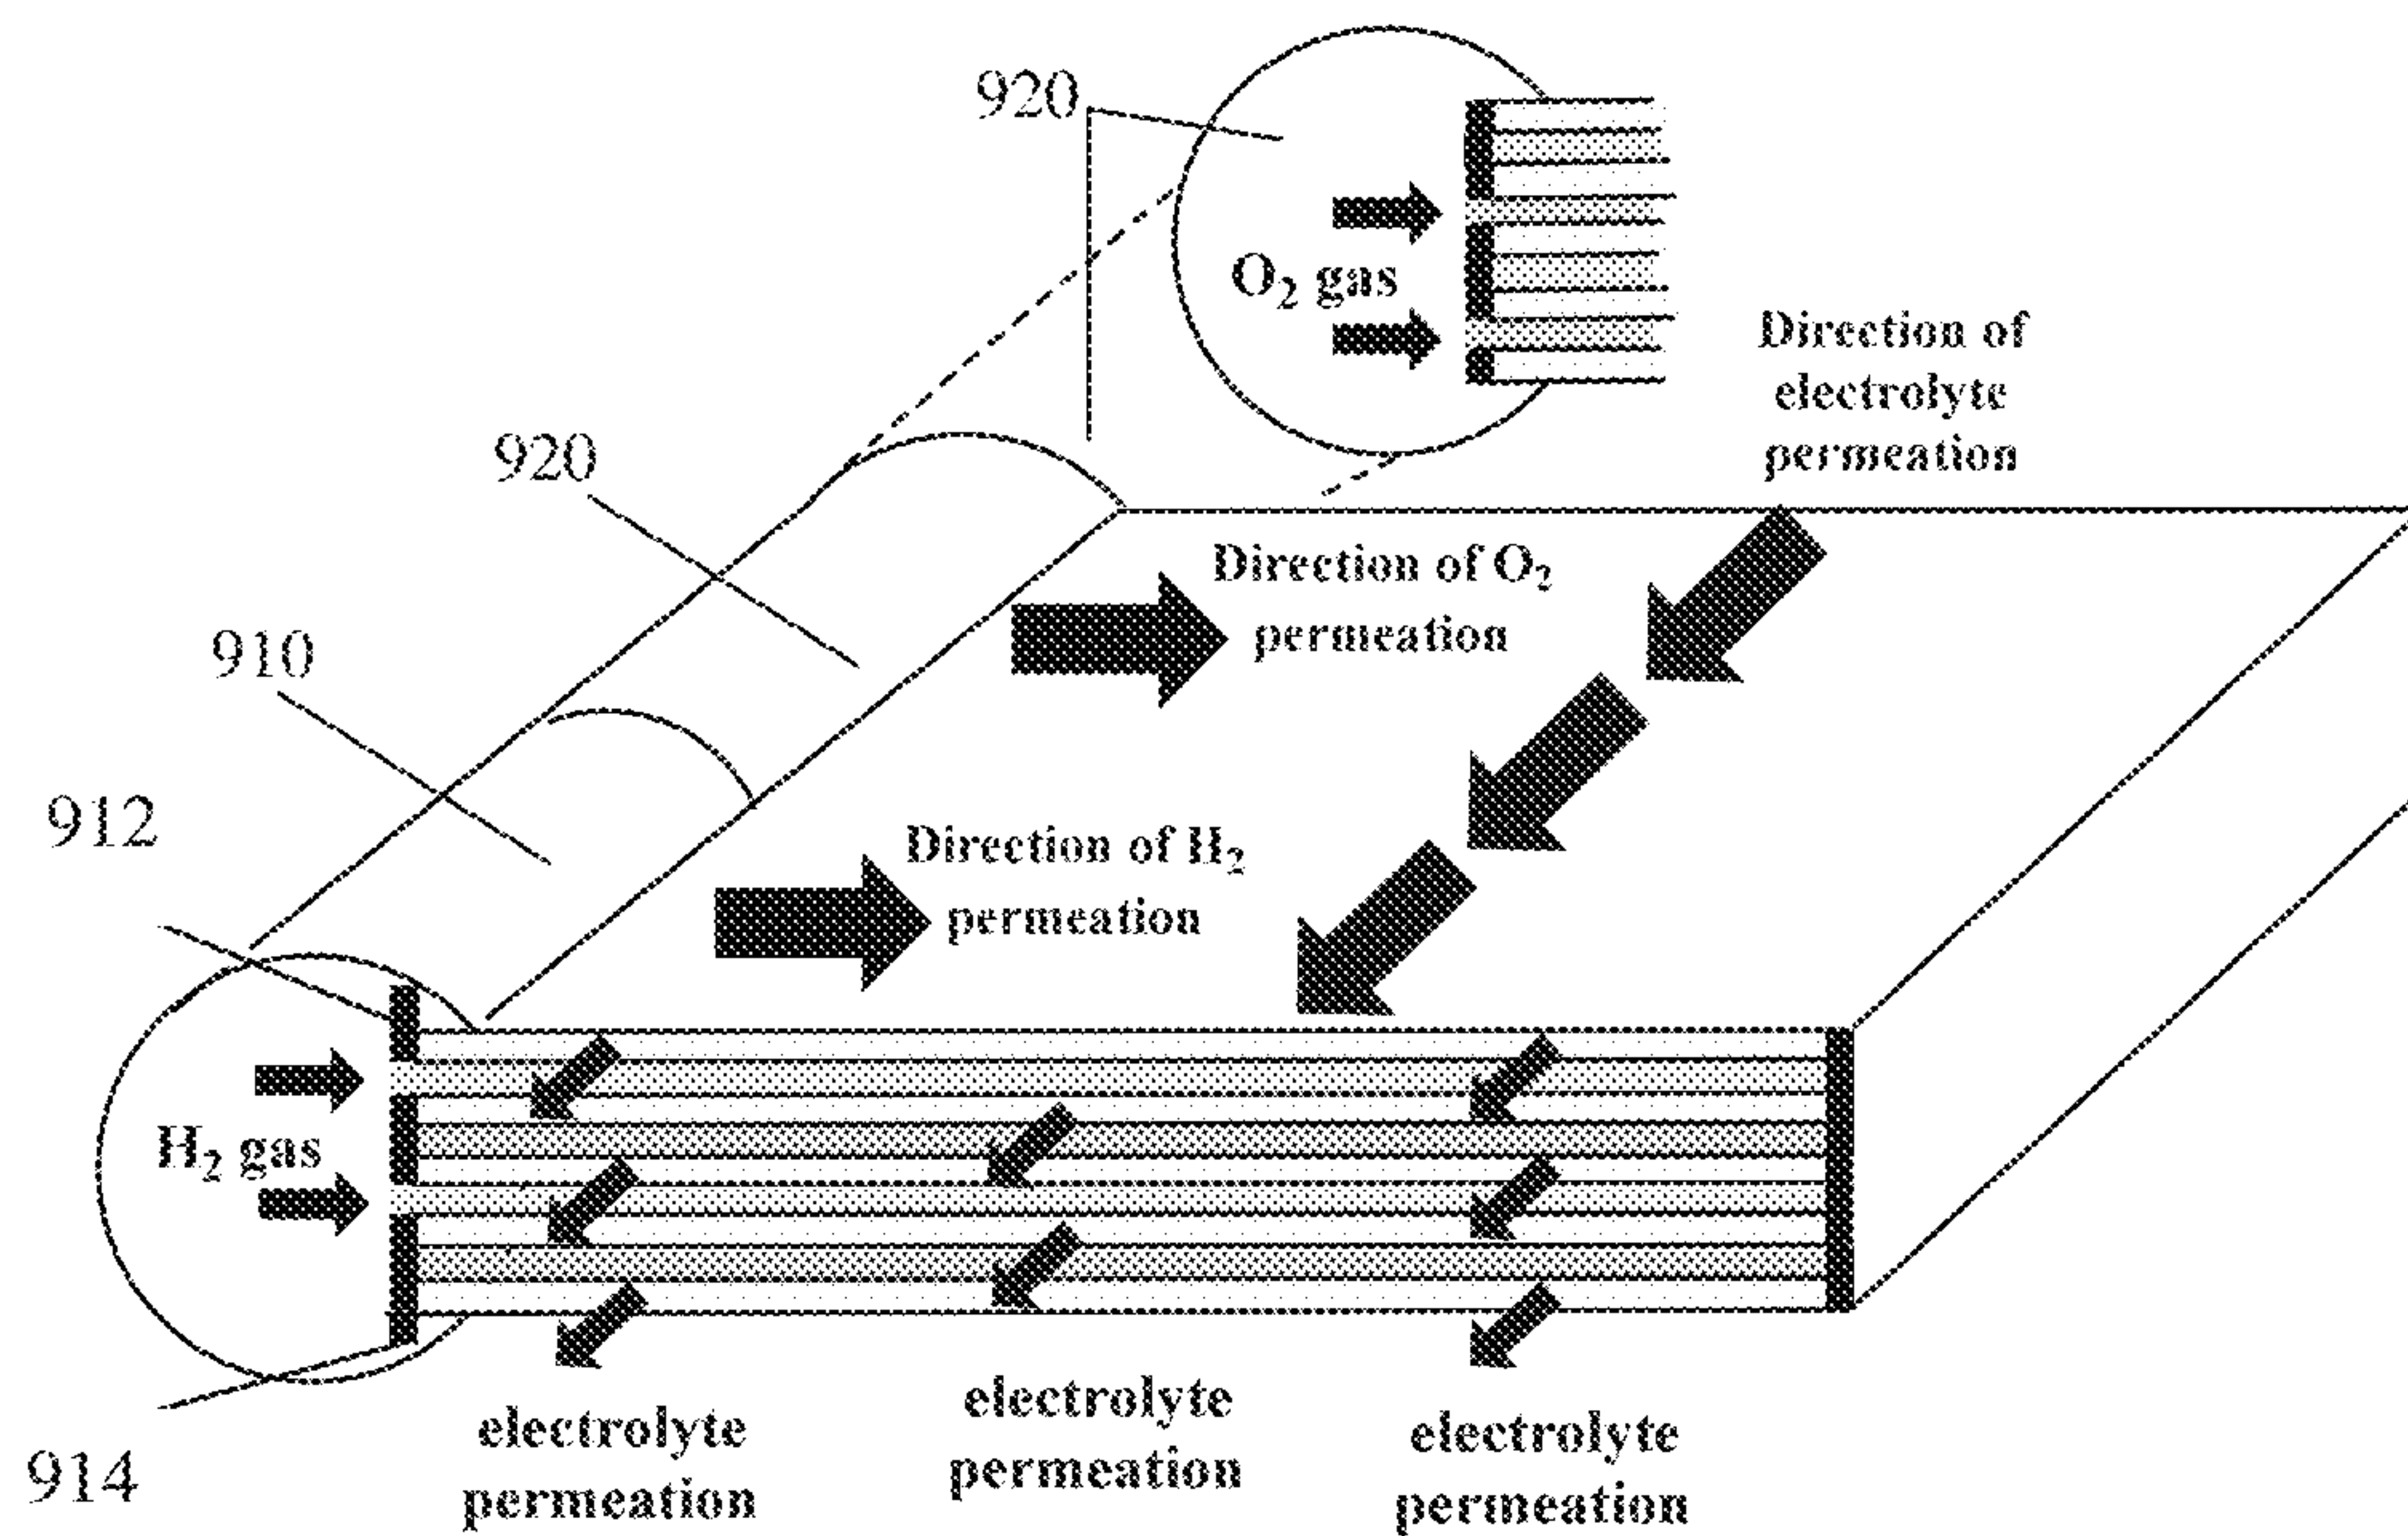 920
O₂ gas
Direction of
electrolyte
permeation
920
Direction of O₂
permeation
910
912
Direction of H₂
permeation
H₂ gas
914
electrolyte
permeation
electrolyte
permeation
electrolyte
permeation